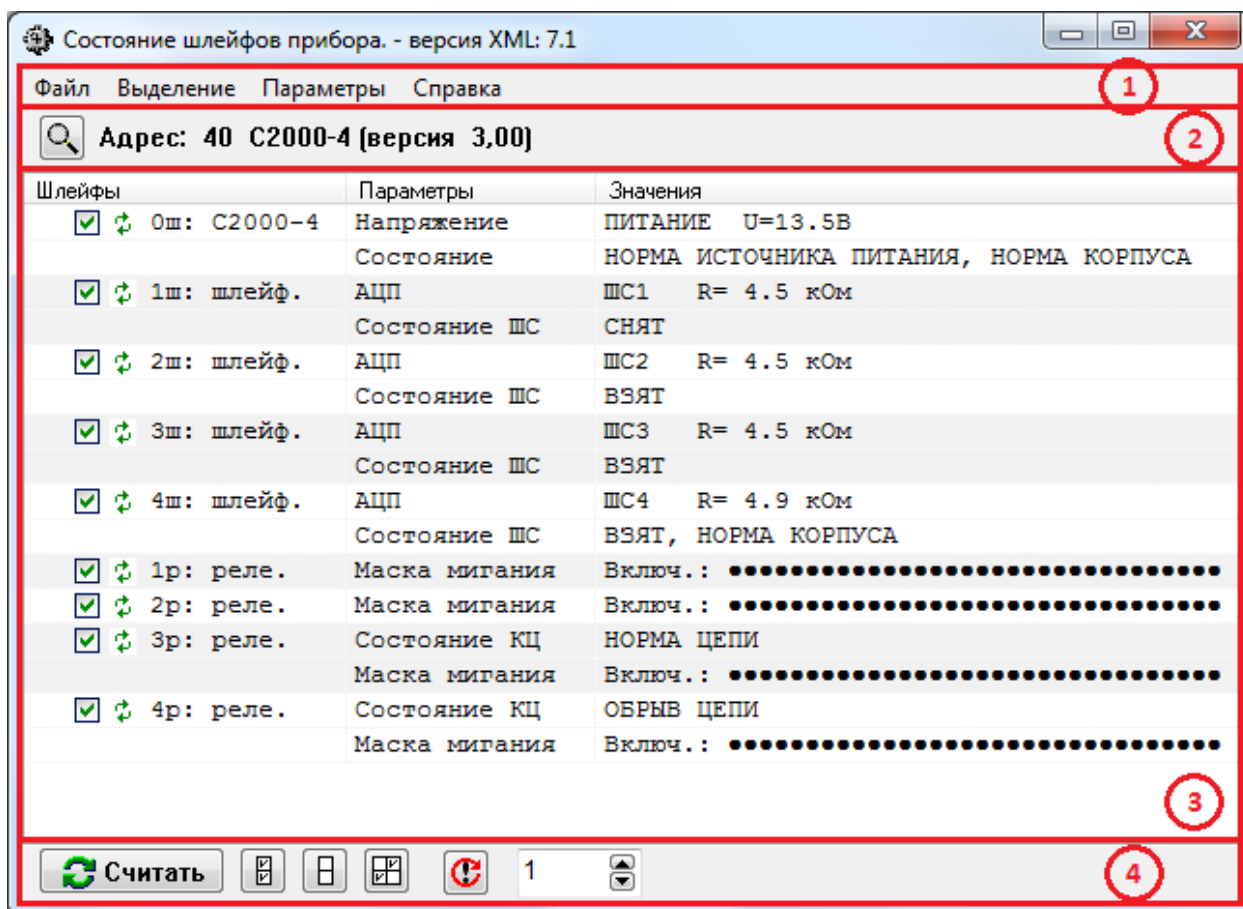 Состояние шлейфов прибора. - версия XML: 7.1
Файл Выделение Параметры Справка
1
Адрес: 40 С2000-4 (версия 3,00)
2
Шлейфы Параметры Значения
0ш: С2000-4 Напряжение ПИТАНИЕ U=13.5В
Состояние НОРМА ИСТОЧНИКА ПИТАНИЯ, НОРМА КОРПУСА
1ш: шлейф. АЦП ШС1 R= 4.5 кОм
Состояние ШС СНЯТ
2ш: шлейф. АЦП ШС2 R= 4.5 кОм
Состояние ШС ВЗЯТ
3ш: шлейф. АЦП ШС3 R= 4.5 кОм
Состояние ШС ВЗЯТ
4ш: шлейф. АЦП ШС4 R= 4.9 кОм
Состояние ШС ВЗЯТ, НОРМА КОРПУСА
1р: реле. Маска мигания Включ.: ●●●●●●●●●●●●●●●●●●●●●●●●●●●●●●●●
2р: реле. Маска мигания Включ.: ●●●●●●●●●●●●●●●●●●●●●●●●●●●●●●●●
3р: реле. Состояние КЦ НОРМА ЦЕПИ
Маска мигания Включ.: ●●●●●●●●●●●●●●●●●●●●●●●●●●●●●●●●
4р: реле. Состояние КЦ ОБРЫВ ЦЕПИ
Маска мигания Включ.: ●●●●●●●●●●●●●●●●●●●●●●●●●●●●●●●●
3
Считать 1
4